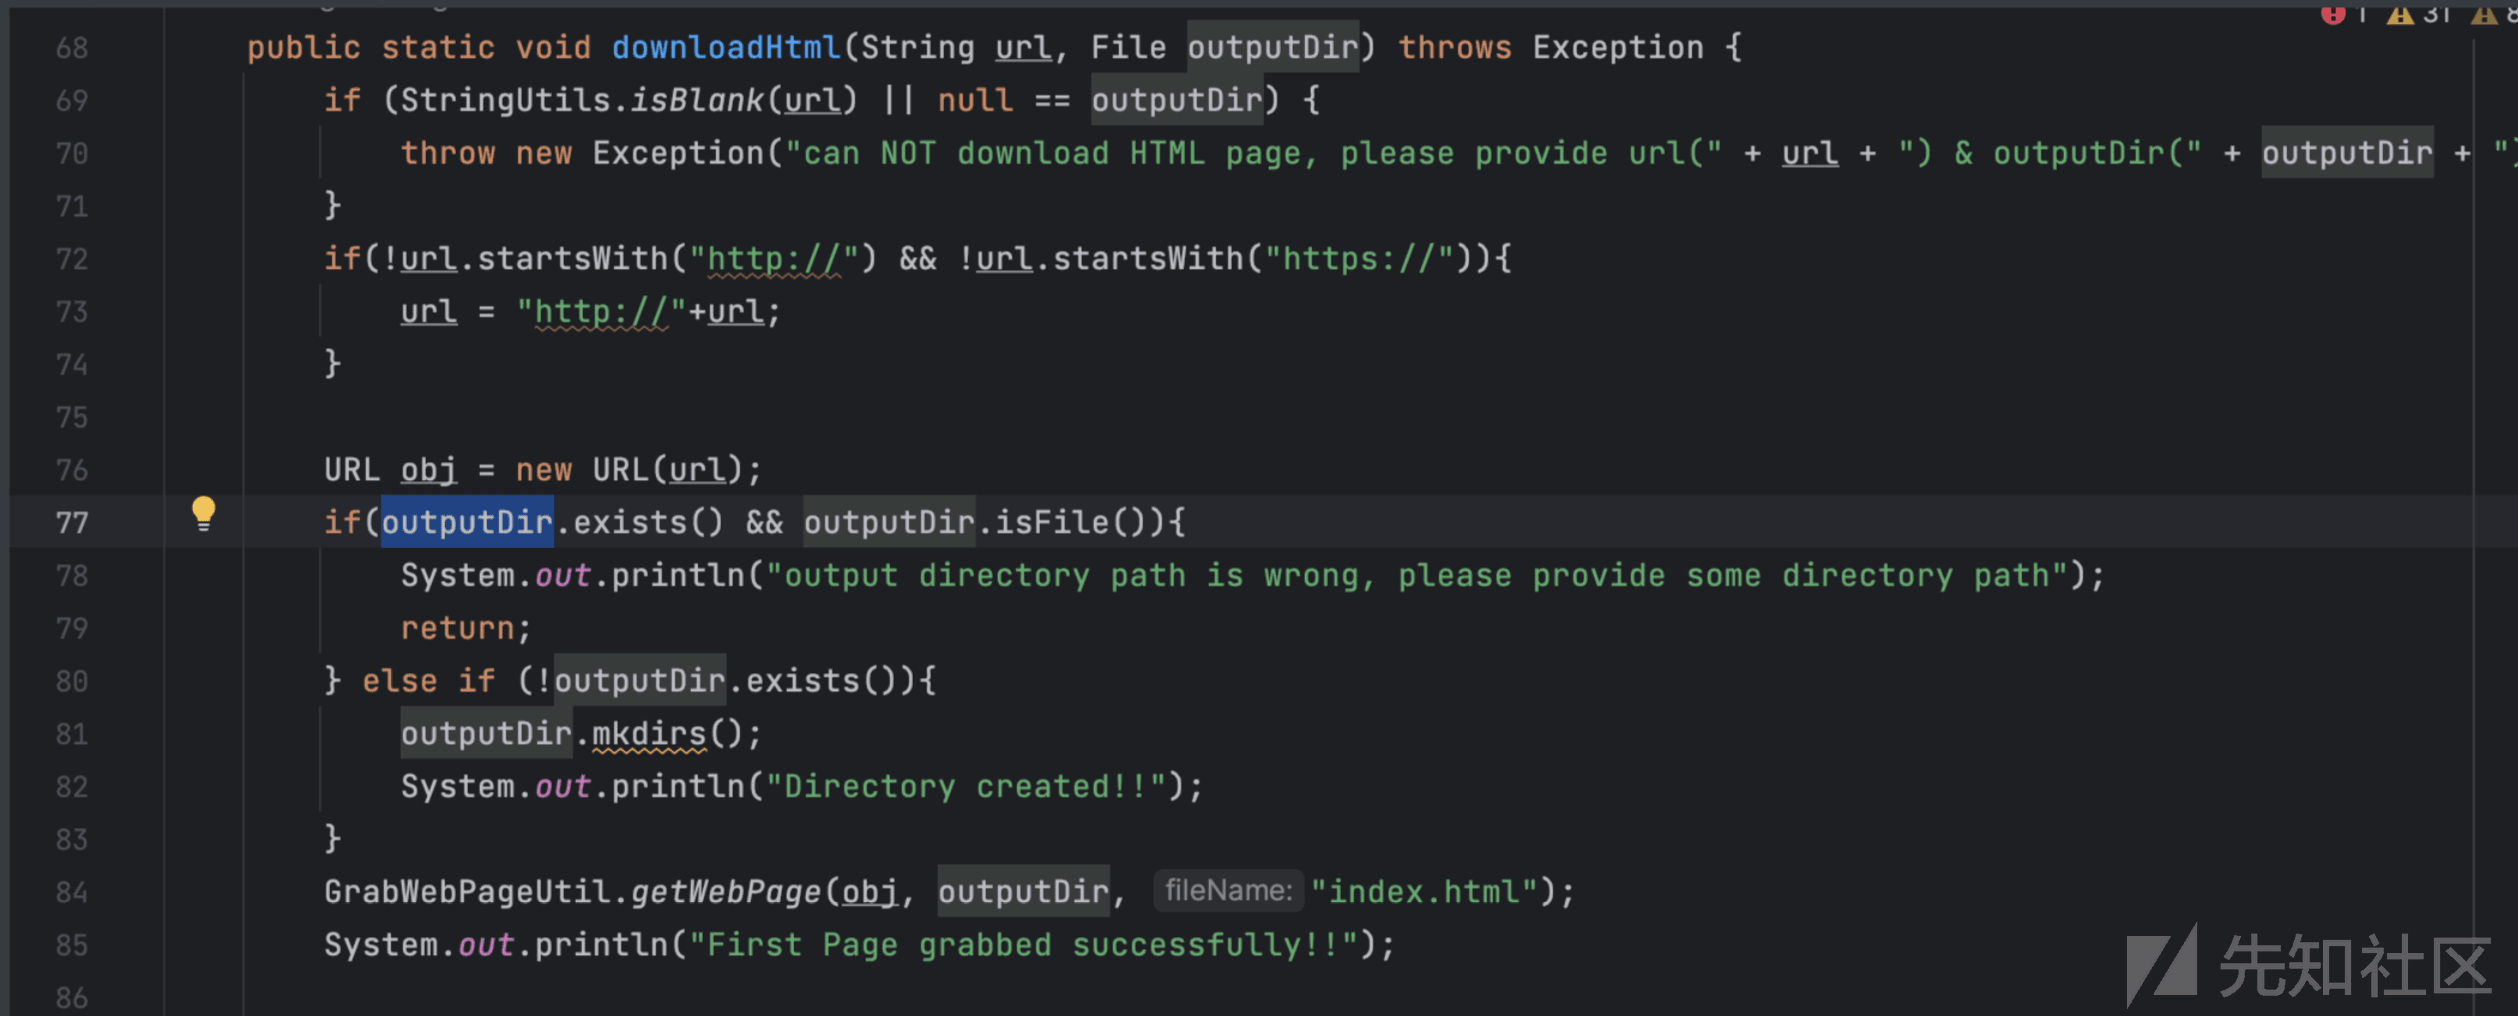 1 31 8
68 public static void downloadHtml(String url, File outputDir) throws Exception {
69 if (StringUtils.isBlank(url) || null == outputDir) {
70 throw new Exception("can NOT download HTML page, please provide url(" + url + ") & outputDir(" + outputDir + ")
71 }
72 if(!url.startsWith("http://") && !url.startsWith("https://")){
73 url = "http://"+url;
74 }
75
76 URL obj = new URL(url);
77 if(outputDir.exists() && outputDir.isFile()){
78 System.out.println("output directory path is wrong, please provide some directory path");
79 return;
80 } else if (!outputDir.exists()){
81 outputDir.mkdirs();
82 System.out.println("Directory created!!");
83 }
84 GrabWebPageUtil.getWebPage(obj, outputDir, fileName: "index.html");
85 System.out.println("First Page grabbed successfully!!");
86
先知社区